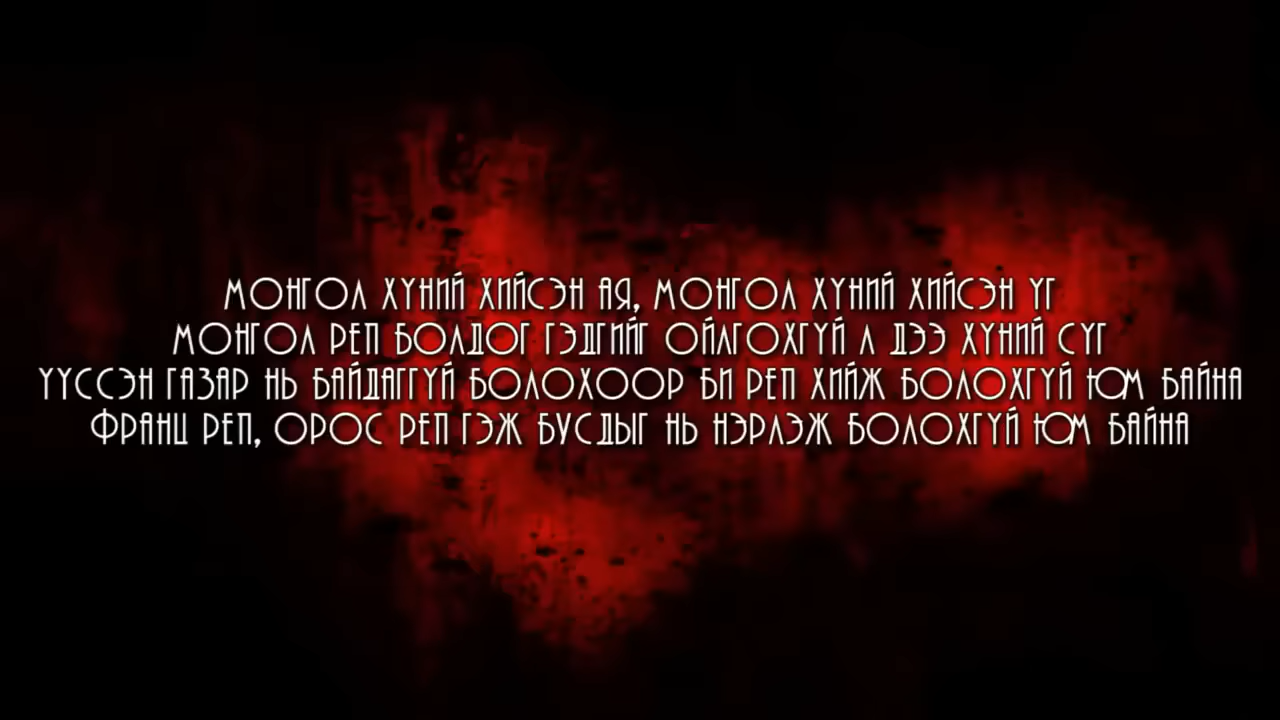 МОНГОЛ ХҮНИЙ ХИЙСЭН АЯ, МОНГОЛ ХҮНИЙ ХИЙСЭН ҮГ
МОНГОЛ РЕП БОЛДОГ ГЭДГИЙГ ОЙЛГОХГҮЙ Л ДЭЭ ХҮНИЙ СҮГ
ҮҮССЭН ГАЗАР НЬ БАЙДАГГҮЙ БОЛОХООР БИ РЕП ХИЙЖ БОЛОХГҮЙ ЮМ БАЙНА
ФРАНЦ РЕП, ОРОС РЕП ГЭЖ БУСДЫГ НЬ НЭРЛЭЖ БОЛОХГҮЙ ЮМ БАЙНА